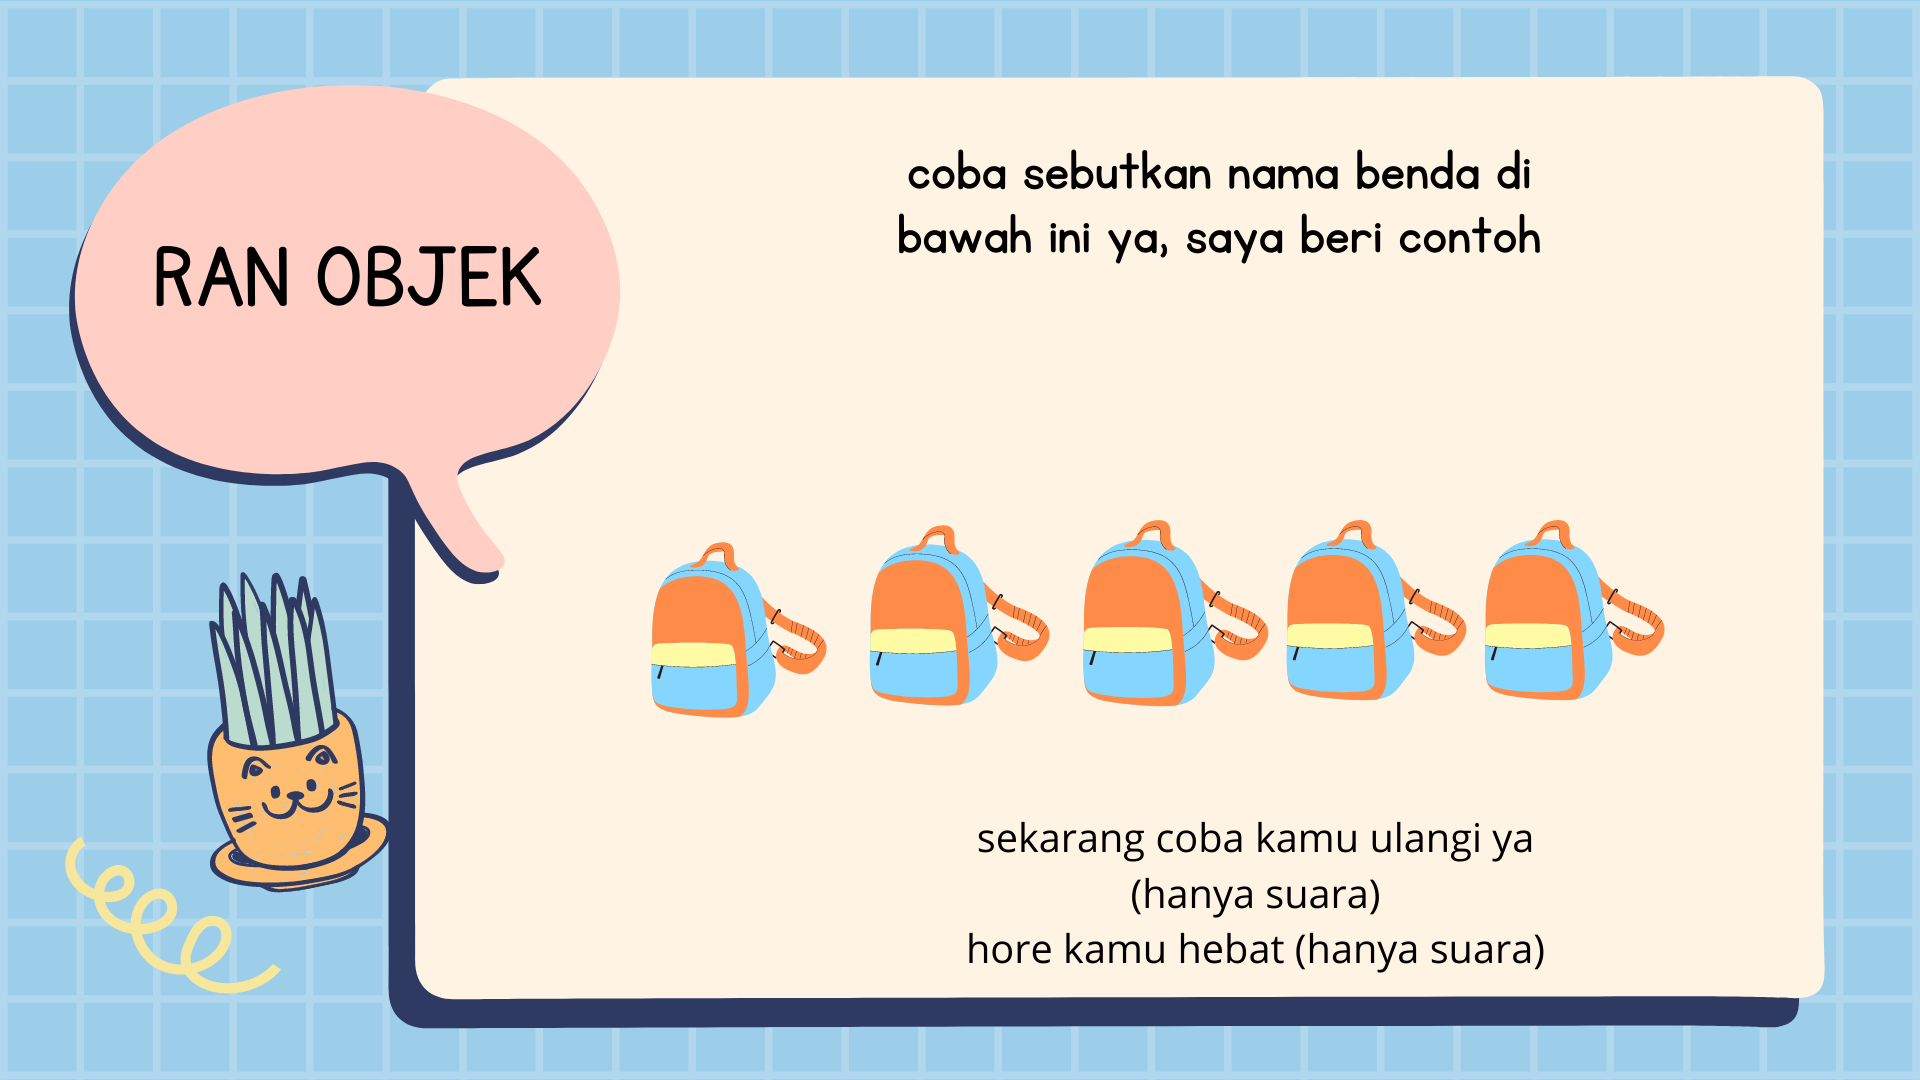 RAN OBJEK
coba sebutkan nama benda di
bawah ini ya, saya beri contoh
sekarang coba kamu ulangi ya
(hanya suara)
hore kamu hebat (hanya suara)